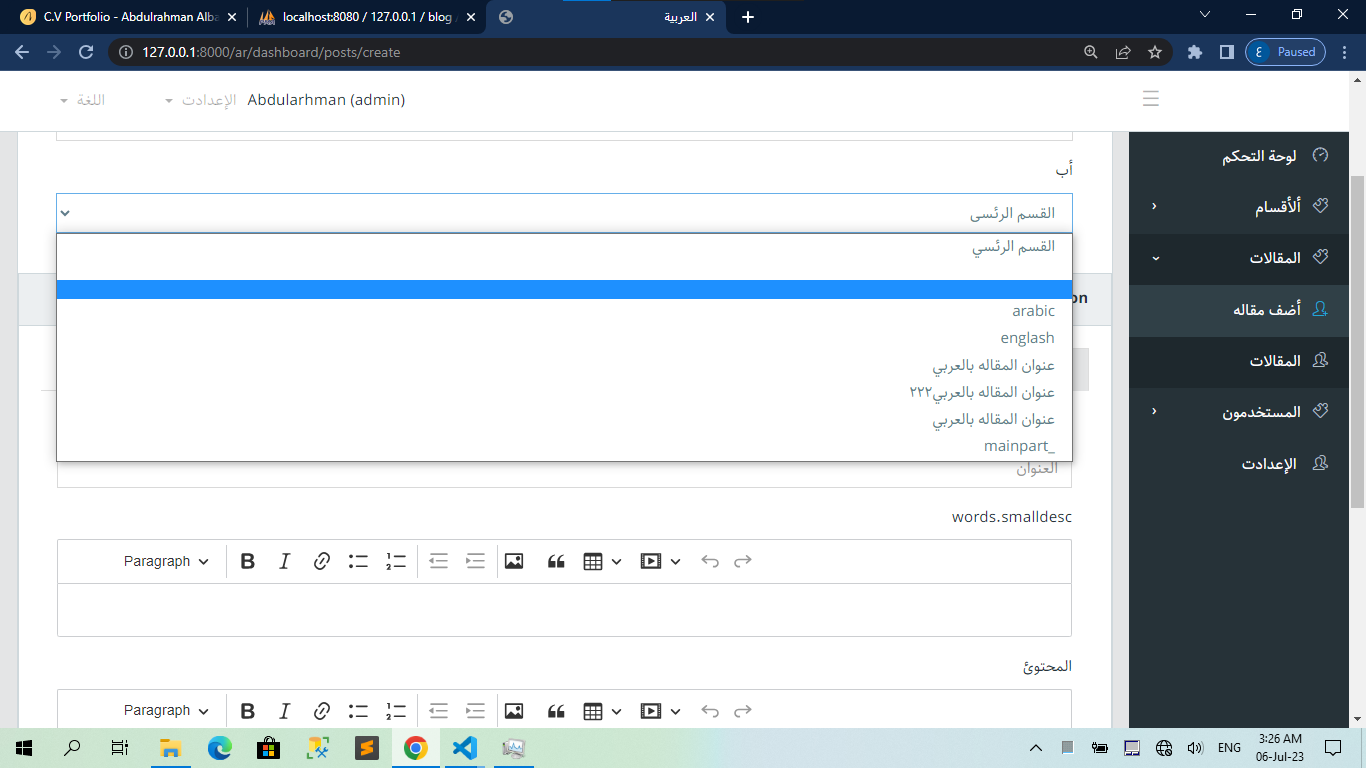 C.V Portfolio - Abdulrahman Alba
localhost:8080 / 127.0.0.1 / blog
العربية
127.0.0.1:8000/ar/dashboard/posts/create
Paused
اللغة
الإعدادت
Abdularhman (admin)
لوحة التحكم
ألأقسام
المقالات
أضف مقاله
المقالات
المستخدمون
الإعدادت
أب
القسم الرئسي
القسم الرئسي
arabic
englash
عنوان المقاله بالعربي
عنوان المقاله بالعربي٢٢٢
عنوان المقاله بالعربي
mainpart_
on
العنوان
words.smalldesc
Paragraph
المحتوئ
Paragraph
ENG
3:26 AM
06-Jul-23